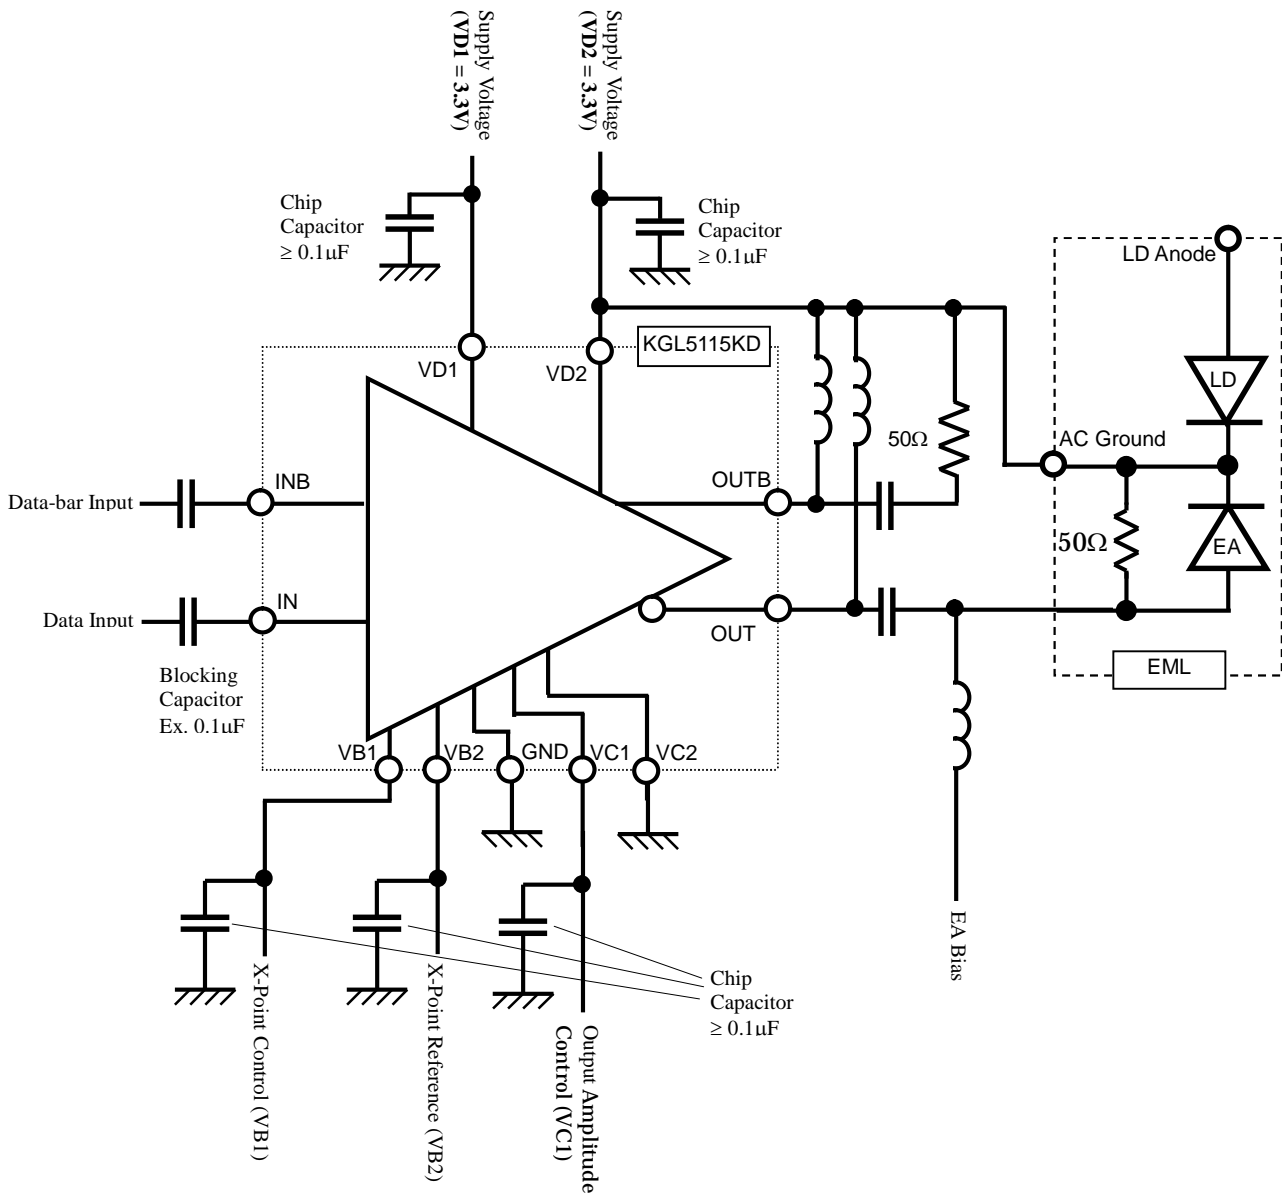 Supply Voltage
(VD1 = 3.3V)
Supply Voltage
(VD2 = 3.3V)
Chip
Capacitor
≥ 0.1µF
Chip
Capacitor
≥ 0.1µF
LD Anode
KGL5115KD
VD1
VD2
LD
50Ω
AC Ground
INB
OUTB
Data-bar Input
50Ω
EA
IN
Data Input
OUT
EML
Blocking
Capacitor
Ex. 0.1uF
VB1
VB2
GND
VC1
VC2
EA Bias
Chip
Capacitor
≥ 0.1µF
X-Point Control (VB1)
X-Point Reference (VB2)
Output Amplitude
Control (VC1)